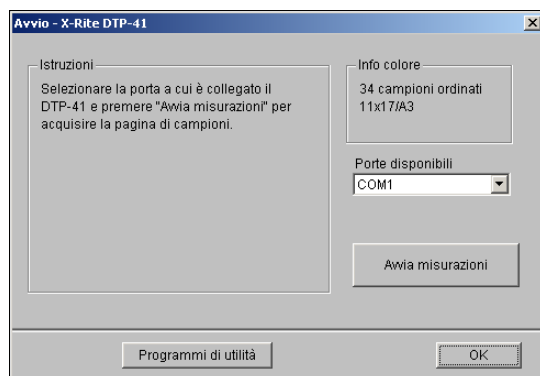 Avvio - X-Rite DTP-41
Istruzioni
Selezionare la porta a cui è collegato il
DTP-41 e premere "Avvia misurazioni" per
acquisire la pagina di campioni.
Info colore
34 campioni ordinati
11x17/A3
Porte disponibili
COM1
Avvia misurazioni
Programmi di utilità
OK